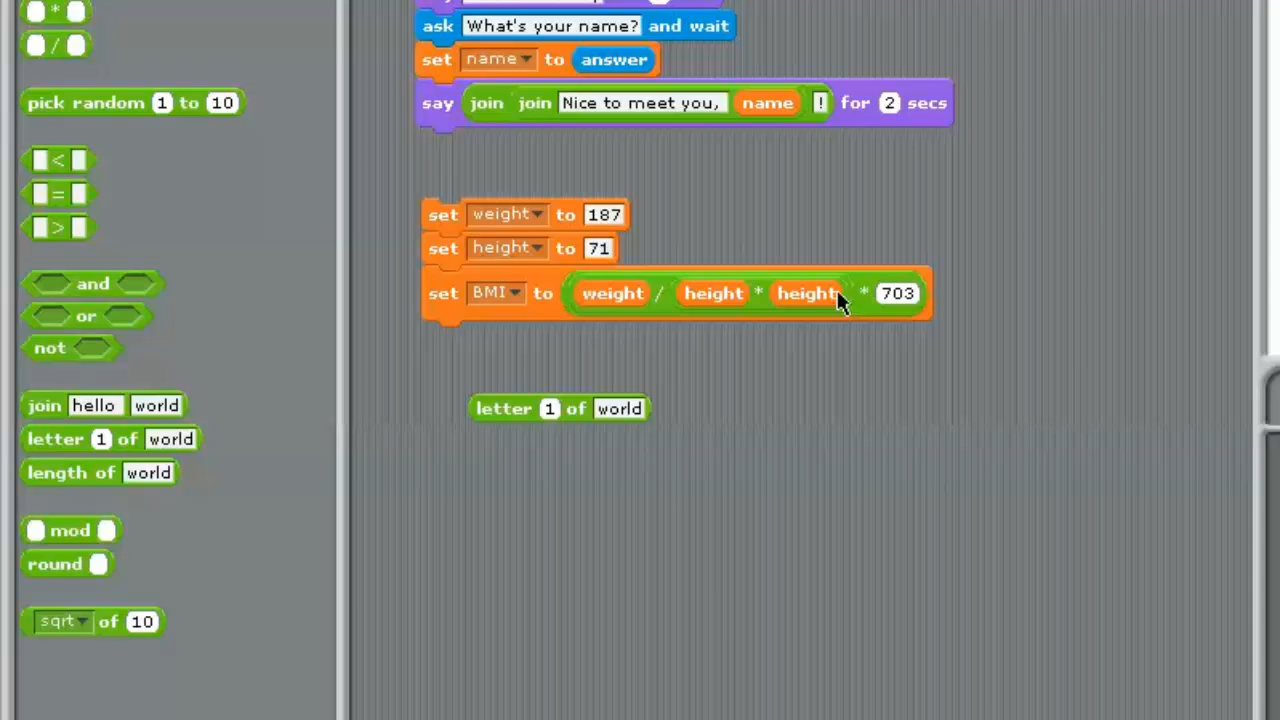 *
/
pick random 1 to 10
<
=
>
and
or
not
join hello world
letter 1 of world
length of world
mod
round
sqrt of 10
ask What's your name? and wait
set name to answer
say join join Nice to meet you, name ! for 2 secs
set weight to 187
set height to 71
set BMI to weight / height * height * 703
letter 1 of world